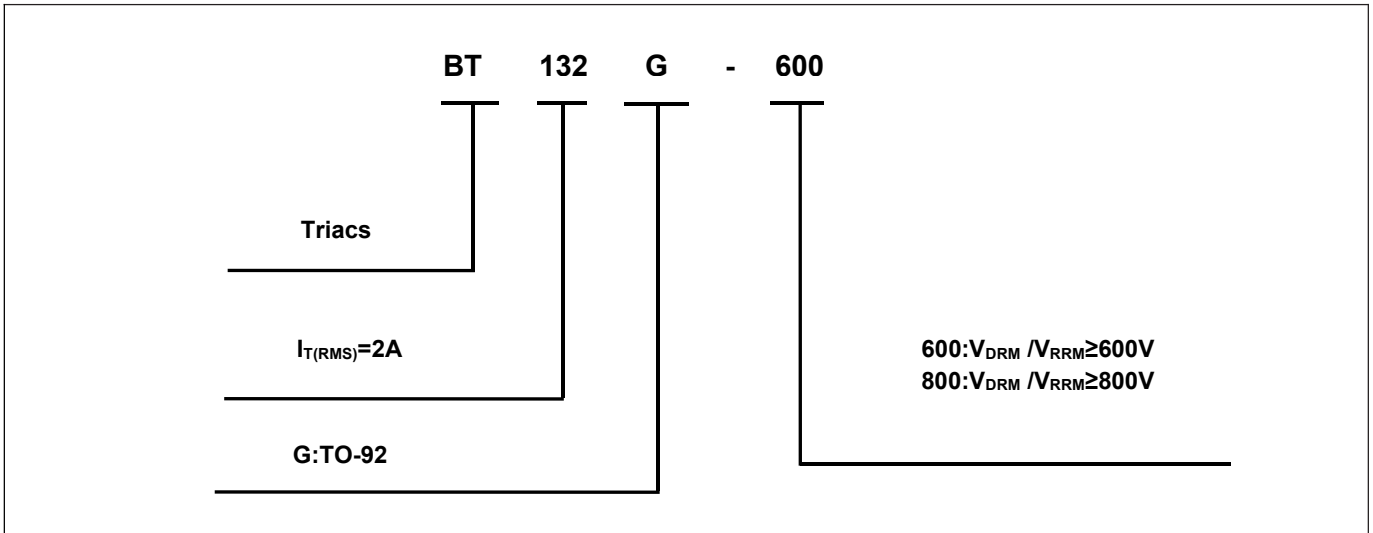 BT 132 G - 600
Triacs
IT(RMS)=2A
600:VDRM /VRRM≥600V
800:VDRM /VRRM≥800V
G:TO-92